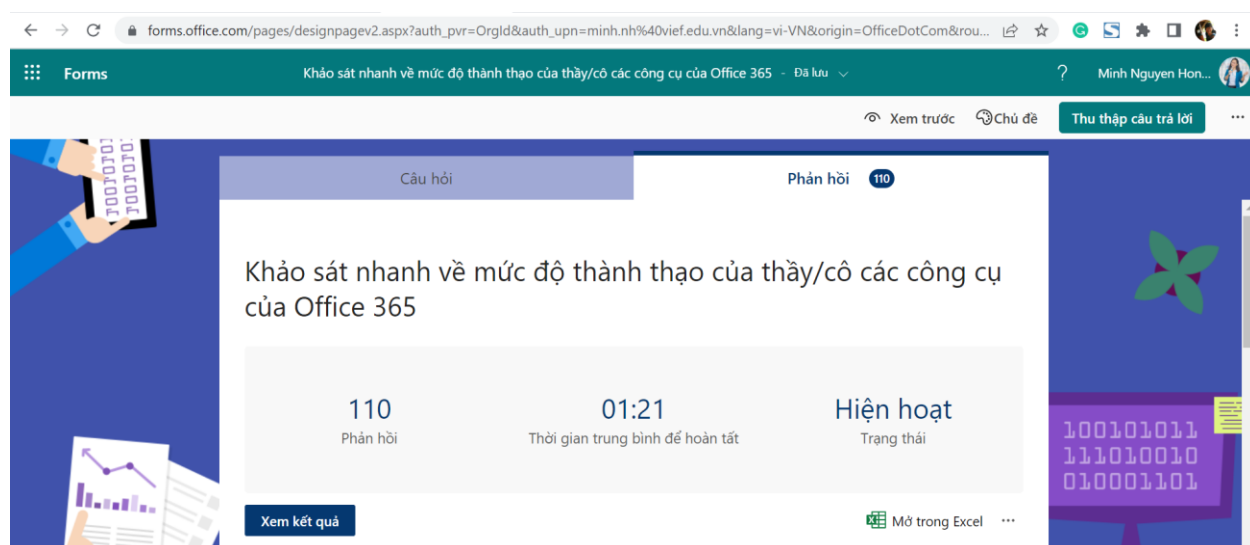 forms.office.com/pages/designpagev2.aspx?auth_pvr=OrgId&auth_upn=minh.nh%40vief.edu.vn&lang=vi-VN&origin=OfficeDotCom&rou...
Forms
Khảo sát nhanh về mức độ thành thạo của thầy/cô các công cụ của Office 365 - Đã lưu
? Minh Nguyen Hon...
Xem trước
Chủ đề
Thu thập câu trả lời
...
Câu hỏi
Phản hồi 110
Khảo sát nhanh về mức độ thành thạo của thầy/cô các công cụ
của Office 365
110
Phản hồi
01:21
Thời gian trung bình để hoàn tất
Hiện hoạt
Trạng thái
Xem kết quả
Mở trong Excel
...
100101011
111010010
010001101